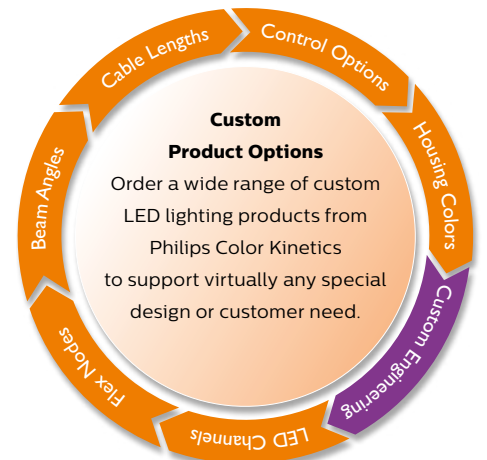 Cable Lengths
Control Options
Housing Colors
Custom Engineering
LED Channels
Flex Nodes
Beam Angles
Custom
Product Options
Order a wide range of custom
LED lighting products from
Philips Color Kinetics
to support virtually any special
design or customer need.